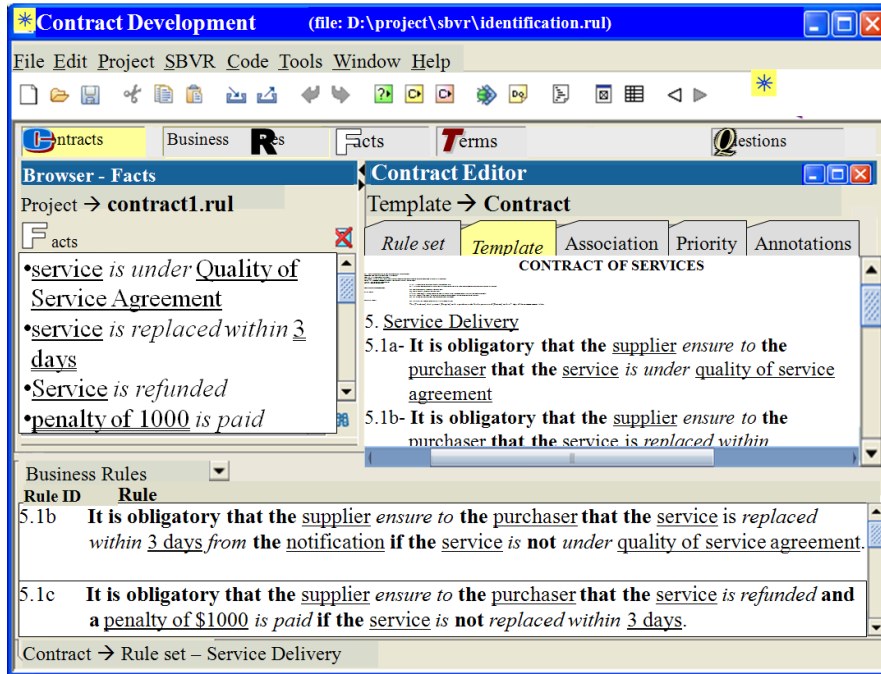 Contract Development (file: D:\project\sbvr\identification.rul)
File Edit Project SBVR Code Tools Window Help
Contracts Business Facts Terms Questions
Browser - Facts
Project → contract1.rul
Facts
•service is under Quality of
Service Agreement
•service is replaced within 3
days
•Service is refunded
•penalty of 1000 is paid
Contract Editor
Template → Contract
Rule set Template Association Priority Annotations
CONTRACT OF SERVICES
5. Service Delivery
5.1a- It is obligatory that the supplier ensure to the
purchaser that the service is under quality of service
agreement
5.1b- It is obligatory that the supplier ensure to the
purchaser that the service is replaced within
Business Rules
Rule ID Rule
5.1b It is obligatory that the supplier ensure to the purchaser that the service is replaced
within 3 days from the notification if the service is not under quality of service agreement.
5.1c It is obligatory that the supplier ensure to the purchaser that the service is refunded and
a penalty of $1000 is paid if the service is not replaced within 3 days.
Contract → Rule set – Service Delivery